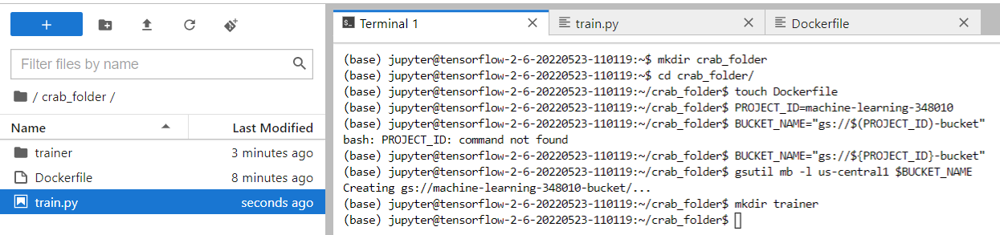 +
Filter files by name
/ crab_folder /
Name Last Modified
trainer 3 minutes ago
Dockerfile 8 minutes ago
train.py seconds ago
Terminal 1 train.py Dockerfile
(base) jupyter@tensorflow-2-6-20220523-110119:~$ mkdir crab_folder
(base) jupyter@tensorflow-2-6-20220523-110119:~$ cd crab_folder/
(base) jupyter@tensorflow-2-6-20220523-110119:~/crab_folder$ touch Dockerfile
(base) jupyter@tensorflow-2-6-20220523-110119:~/crab_folder$ PROJECT_ID=machine-learning-348010
(base) jupyter@tensorflow-2-6-20220523-110119:~/crab_folder$ BUCKET_NAME="gs://$(PROJECT_ID)-bucket"
bash: PROJECT_ID: command not found
(base) jupyter@tensorflow-2-6-20220523-110119:~/crab_folder$ BUCKET_NAME="gs://${PROJECT_ID}-bucket"
(base) jupyter@tensorflow-2-6-20220523-110119:~/crab_folder$ gsutil mb -l us-central1 $BUCKET_NAME
Creating gs://machine-learning-348010-bucket/...
(base) jupyter@tensorflow-2-6-20220523-110119:~/crab_folder$ mkdir trainer
(base) jupyter@tensorflow-2-6-20220523-110119:~/crab_folder$